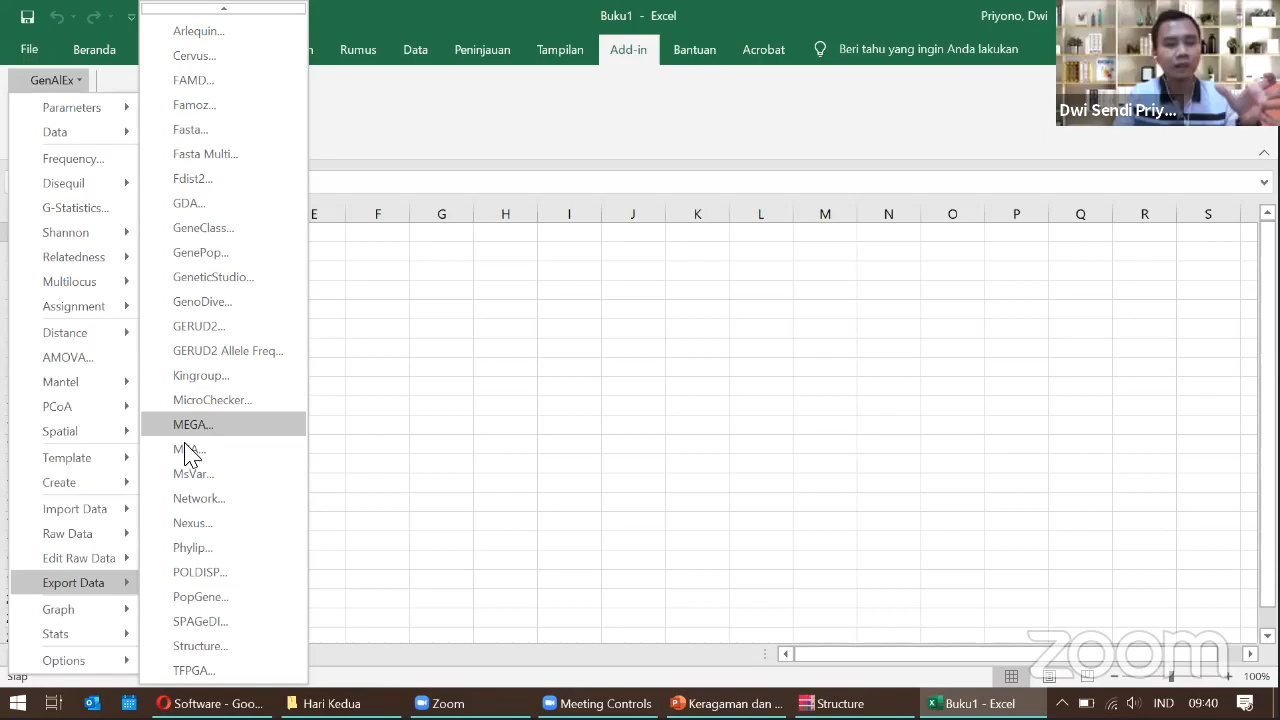 Buku1 - Excel
Priyono, Dwi
File
Beranda
Rumus
Data
Peninjauan
Tampilan
Add-in
Bantuan
Acrobat
Beri tahu yang ingin Anda lakukan
Dwi Sendi Priy...
GenAlEx
Parameters
Data
Frequency...
Disequil
G-Statistics...
Shannon
Relatedness
Multilocus
Assignment
Distance
AMOVA...
Mantel
PCoA
Spatial
Template
Create
Import Data
Raw Data
Edit Raw Data
Export Data
Graph
Stats
Options
Arlequin...
Cervus...
FAMD...
Famoz...
Fasta...
Fasta Multi...
Fdist2...
GDA...
GeneClass...
GenePop...
GeneticStudio...
GenoDive...
GERUD2...
GERUD2 Allele Freq...
Kingroup...
MicroChecker...
MEGA...
MsVar...
Network...
Nexus...
Phylip...
POLDISP...
PopGene...
SPAGeDI...
Structure...
TFPGA...
E F G H I J K L M N O P Q R S
zoom
Siap
100%
Software - Goo...
Hari Kedua
Zoom
Meeting Controls
Keragaman dan ...
Structure
Buku1 - Excel
IND
09:40